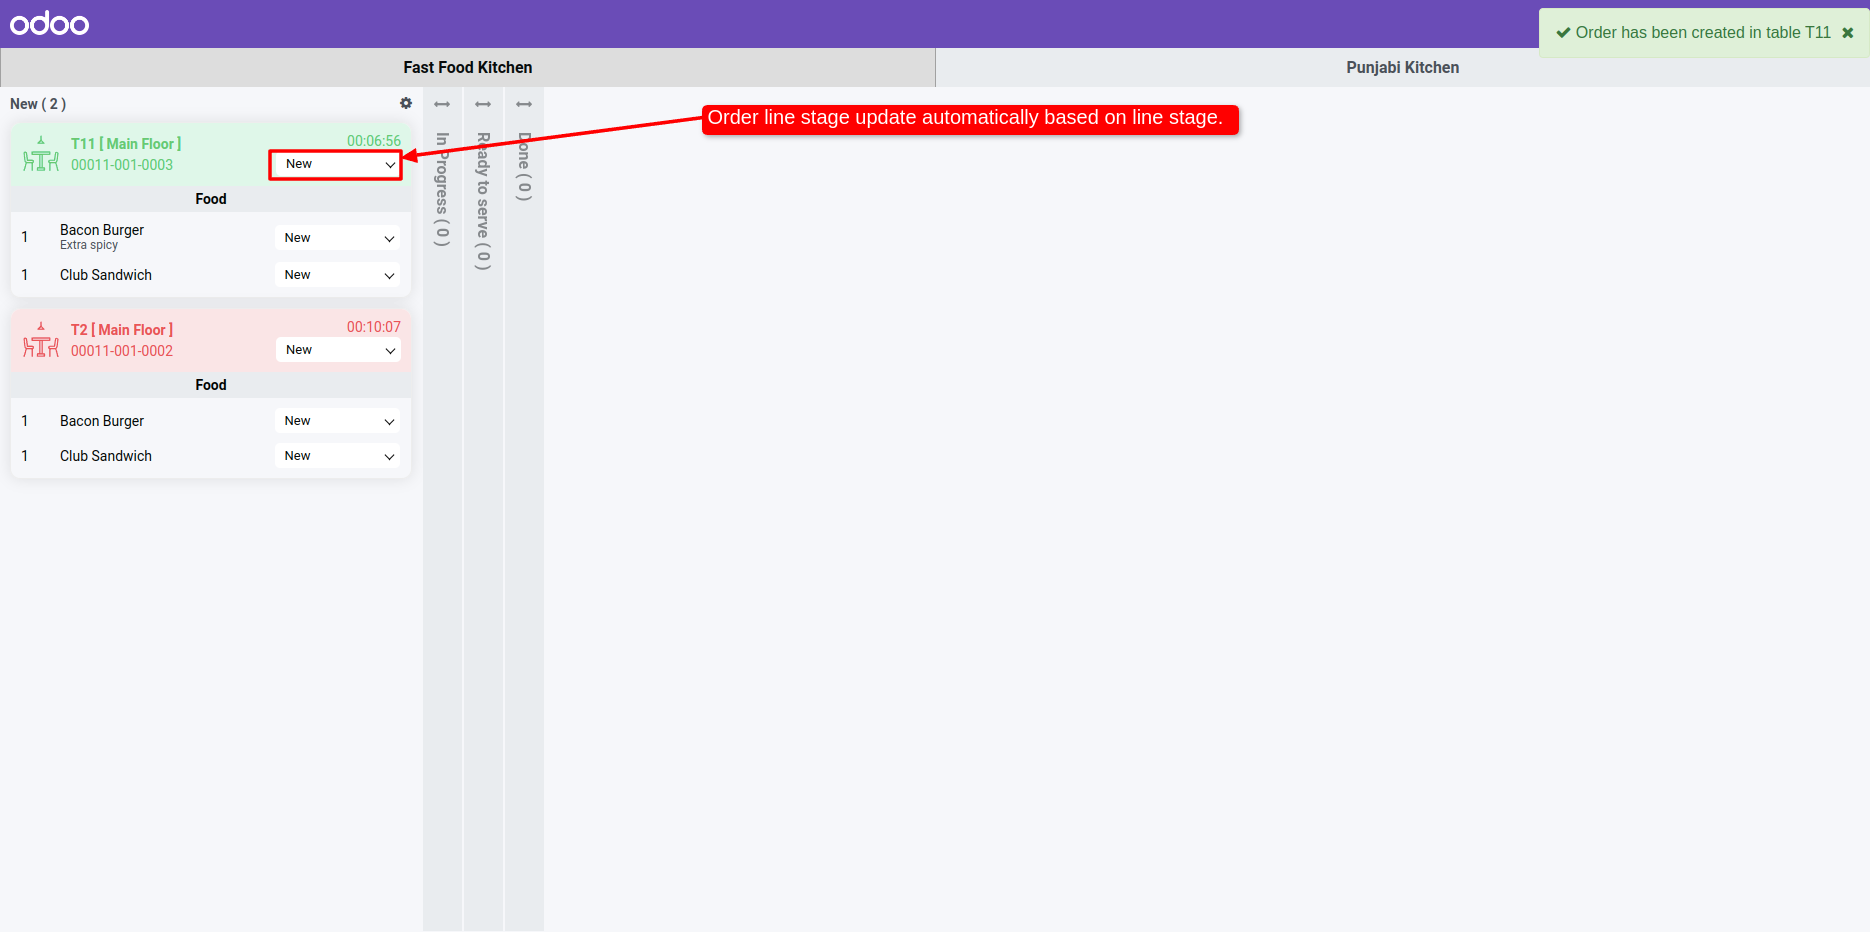 odoo
Order has been created in table T11
Fast Food Kitchen
Punjabi Kitchen
New ( 2 )
Order line stage update automatically based on line stage.
T11 [ Main Floor ]
00:06:56
00011-001-0003
New
Food
1 Bacon Burger New
Extra spicy
1 Club Sandwich New
T2 [ Main Floor ]
00:10:07
00011-001-0002
New
Food
1 Bacon Burger New
1 Club Sandwich New
In Progress ( 0 )
Ready to serve ( 0 )
Done ( 0 )